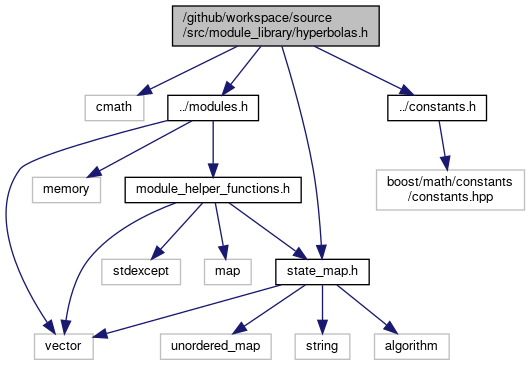 /github/workspace/source
/src/module_library/hyperbolas.h
cmath
../modules.h
../constants.h
memory
module_helper_functions.h
boost/math/constants
/constants.hpp
stdexcept
map
state_map.h
vector
unordered_map
string
algorithm